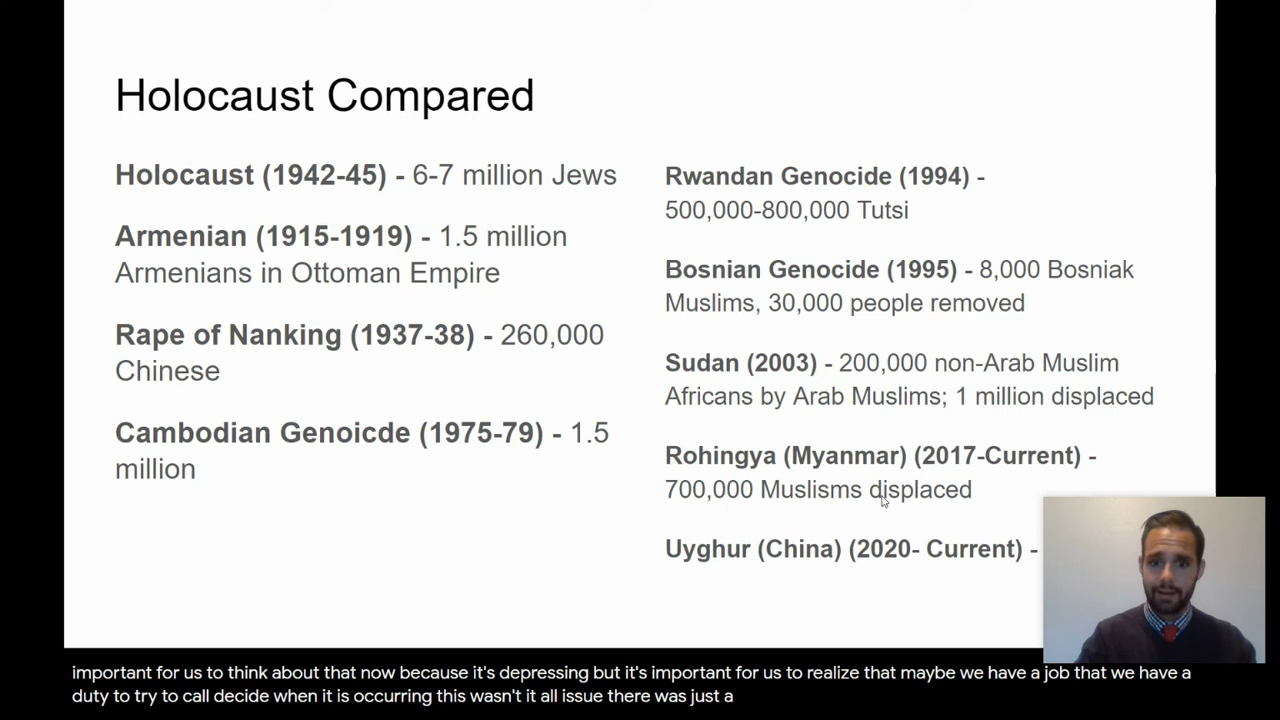 Holocaust Compared
Holocaust (1942-45) - 6-7 million Jews
Armenian (1915-1919) - 1.5 million
Armenians in Ottoman Empire
Rape of Nanking (1937-38) - 260,000
Chinese
Cambodian Genoicde (1975-79) - 1.5
million
Rwandan Genocide (1994) -
500,000-800,000 Tutsi
Bosnian Genocide (1995) - 8,000 Bosniak
Muslims, 30,000 people removed
Sudan (2003) - 200,000 non-Arab Muslim
Africans by Arab Muslims; 1 million displaced
Rohingya (Myanmar) (2017-Current) -
700,000 Muslisms displaced
Uyghur (China) (2020- Current) -
important for us to think about that now because it's depressing but it's important for us to realize that maybe we have a job that we have a
duty to try to call decide when it is occurring this wasn't it all issue there was just a